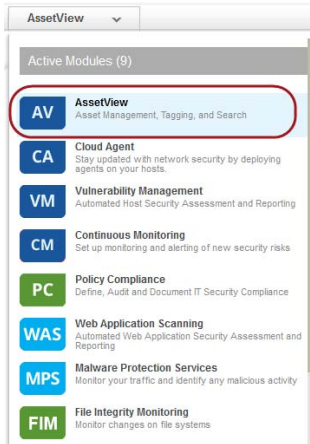 AssetView
Active Modules (9)
AV
AssetView
Asset Management, Tagging, and Search
CA
Cloud Agent
Stay updated with network security by deploying
agents on your hosts.
VM
Vulnerability Management
Automated Host Security Assessment and Reporting
CM
Continuous Monitoring
Set up monitoring and alerting of new security risks
PC
Policy Compliance
Define, Audit and Document IT Security Compliance
WAS
Web Application Scanning
Automated Web Application Security Assessment and
Reporting
MPS
Malware Protection Services
Monitor your traffic and identify any malicious activity
FIM
File Integrity Monitoring
Monitor changes on file systems